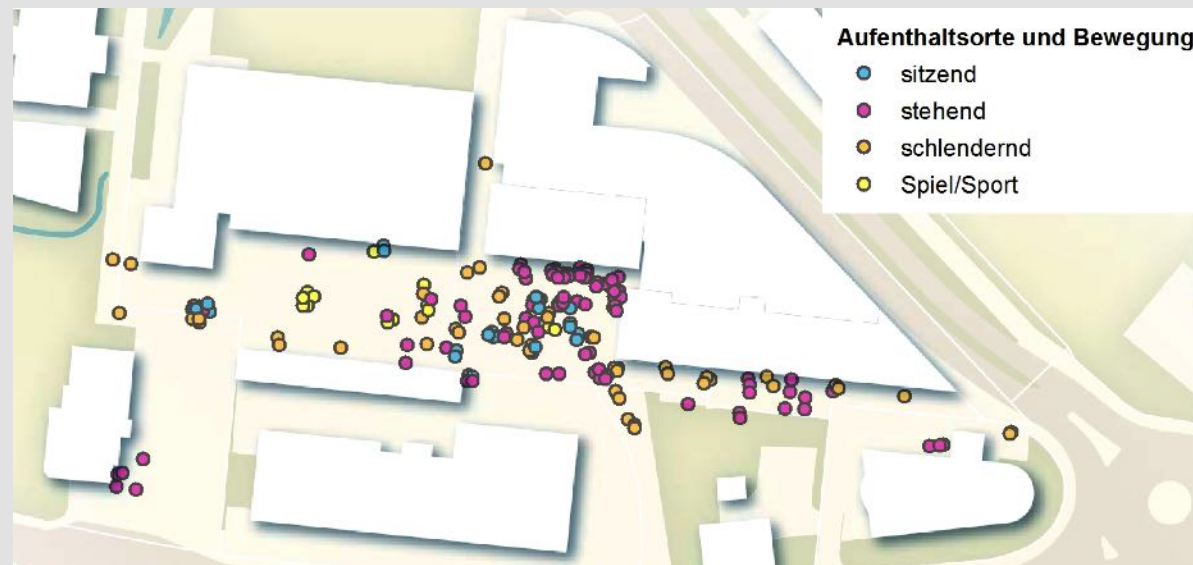 Aufenthaltsorte und Bewegung
sitzend
stehend
schlendernd
Spiel/Sport